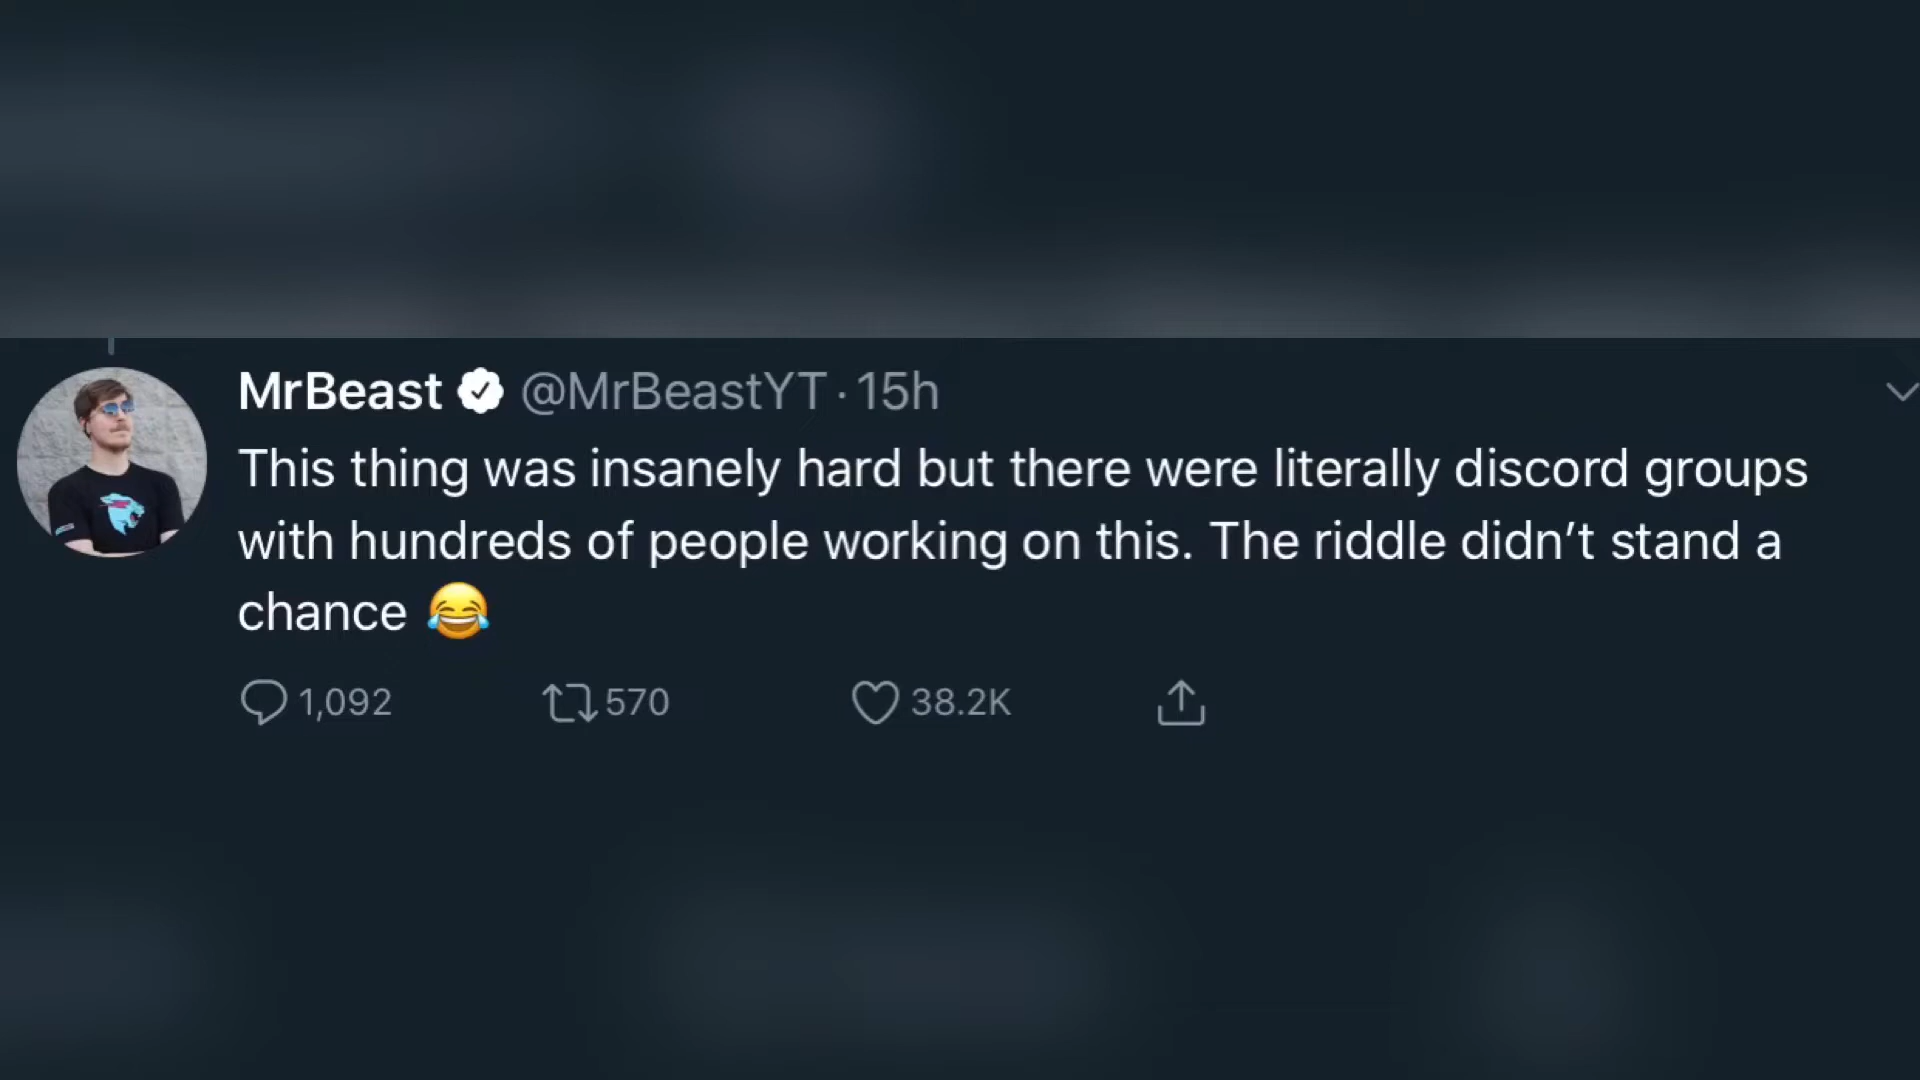 MrBeast @MrBeastYT · 15h
This thing was insanely hard but there were literally discord groups
with hundreds of people working on this. The riddle didn’t stand a
chance 😂
1,092 570 38.2K